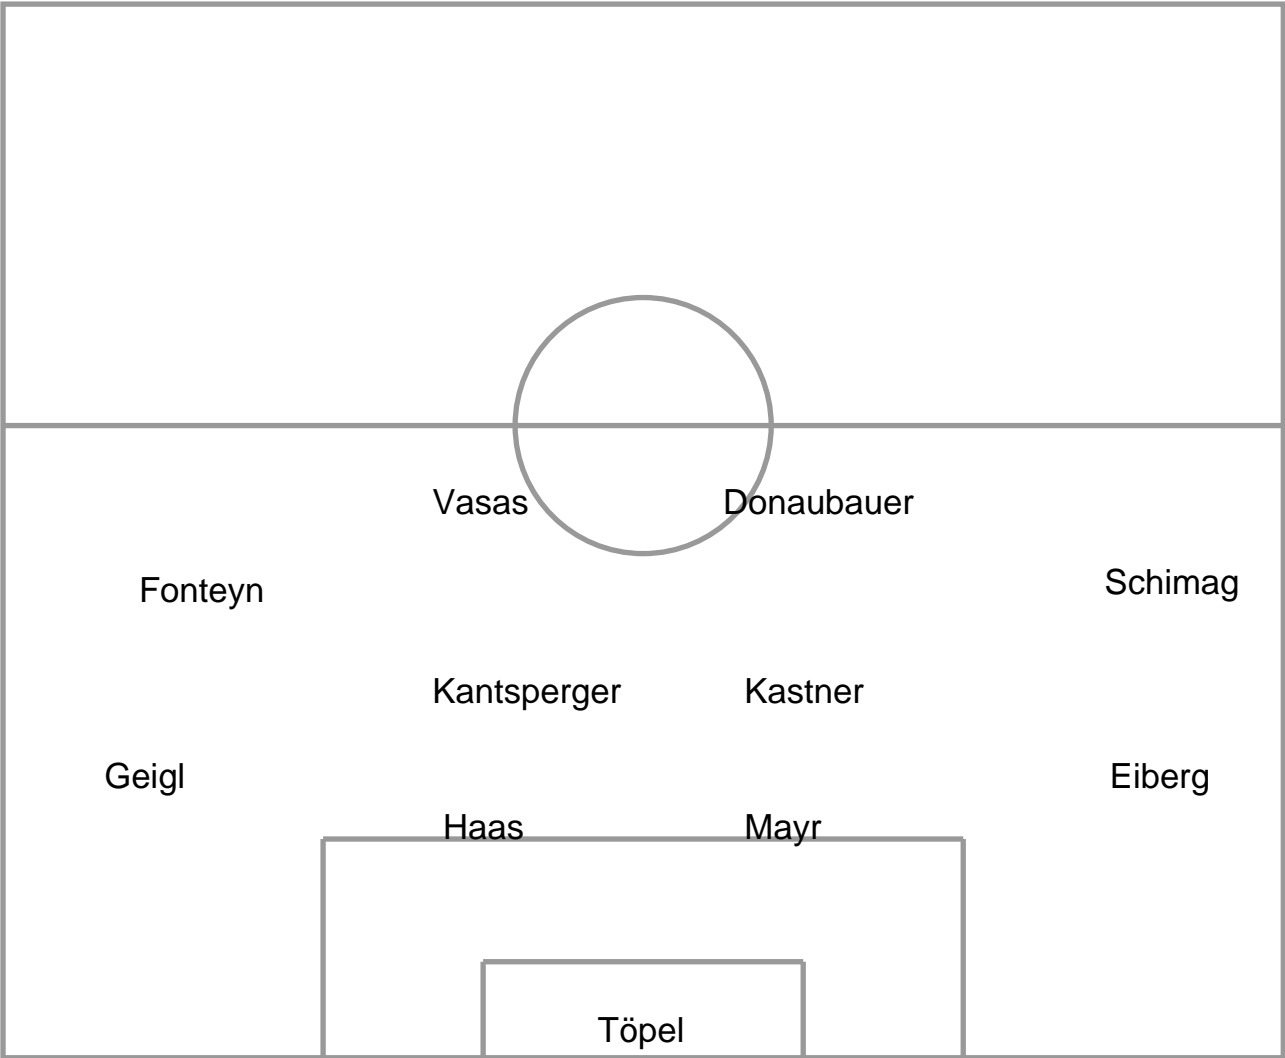 Vasas Donaubauer
Fonteyn Schimag
Kantsperger Kastner
Geigl Eiberg
Haas Mayr
Töpel